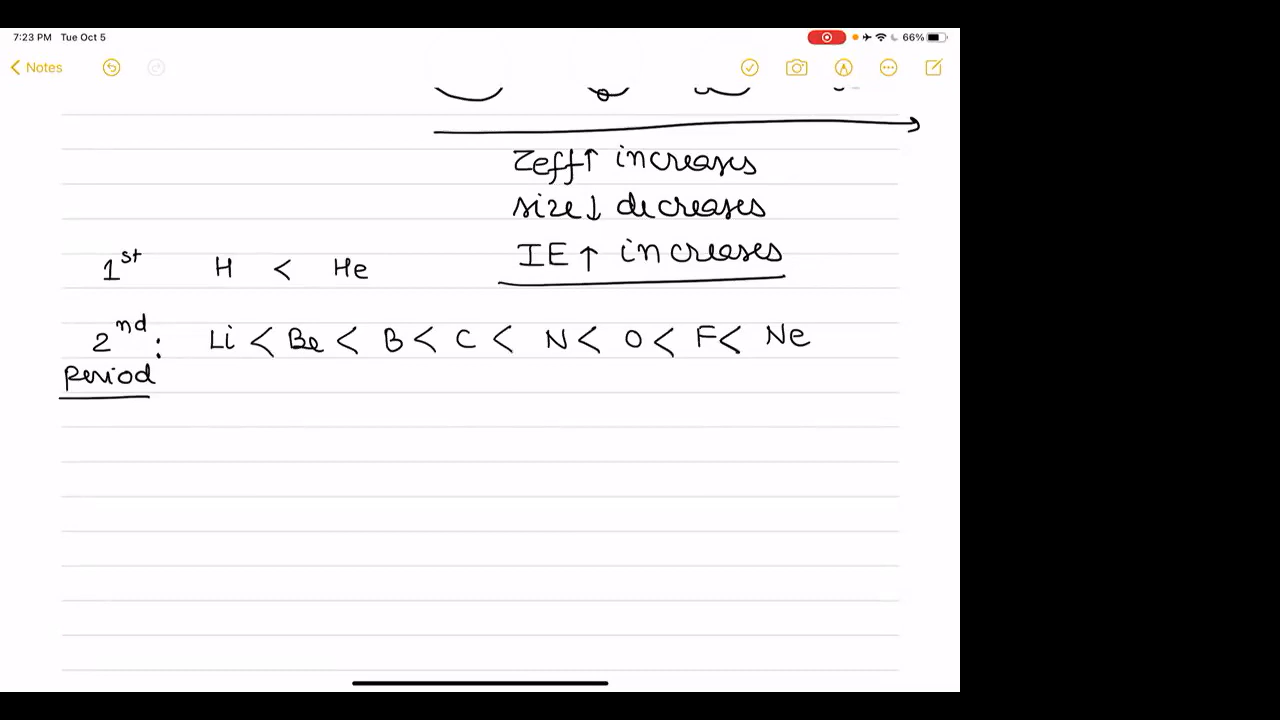 7:23 PM Tue Oct 5
66%
Notes
Zeff↑ increases
size↓ decreases
IE↑ increases
1st H < He
2nd: Li < Be < B < C < N < O < F < Ne
Period